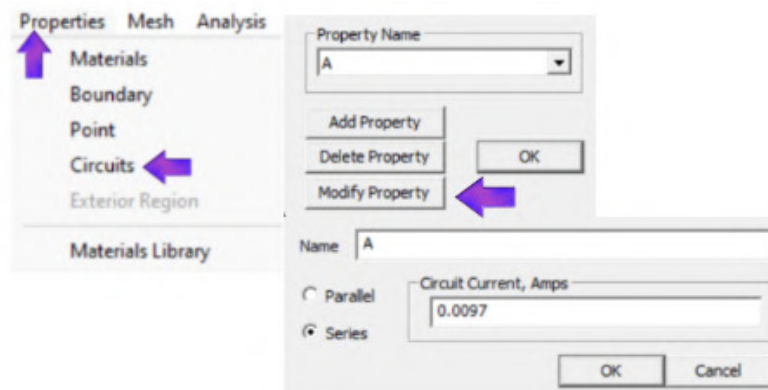 Properties Mesh Analysis
Materials
Boundary
Point
Circuits
Exterior Region
Materials Library
Property Name
A
Add Property
Delete Property
OK
Modify Property
Name A
Parallel
Series
Circuit Current, Amps
0.0097
OK Cancel